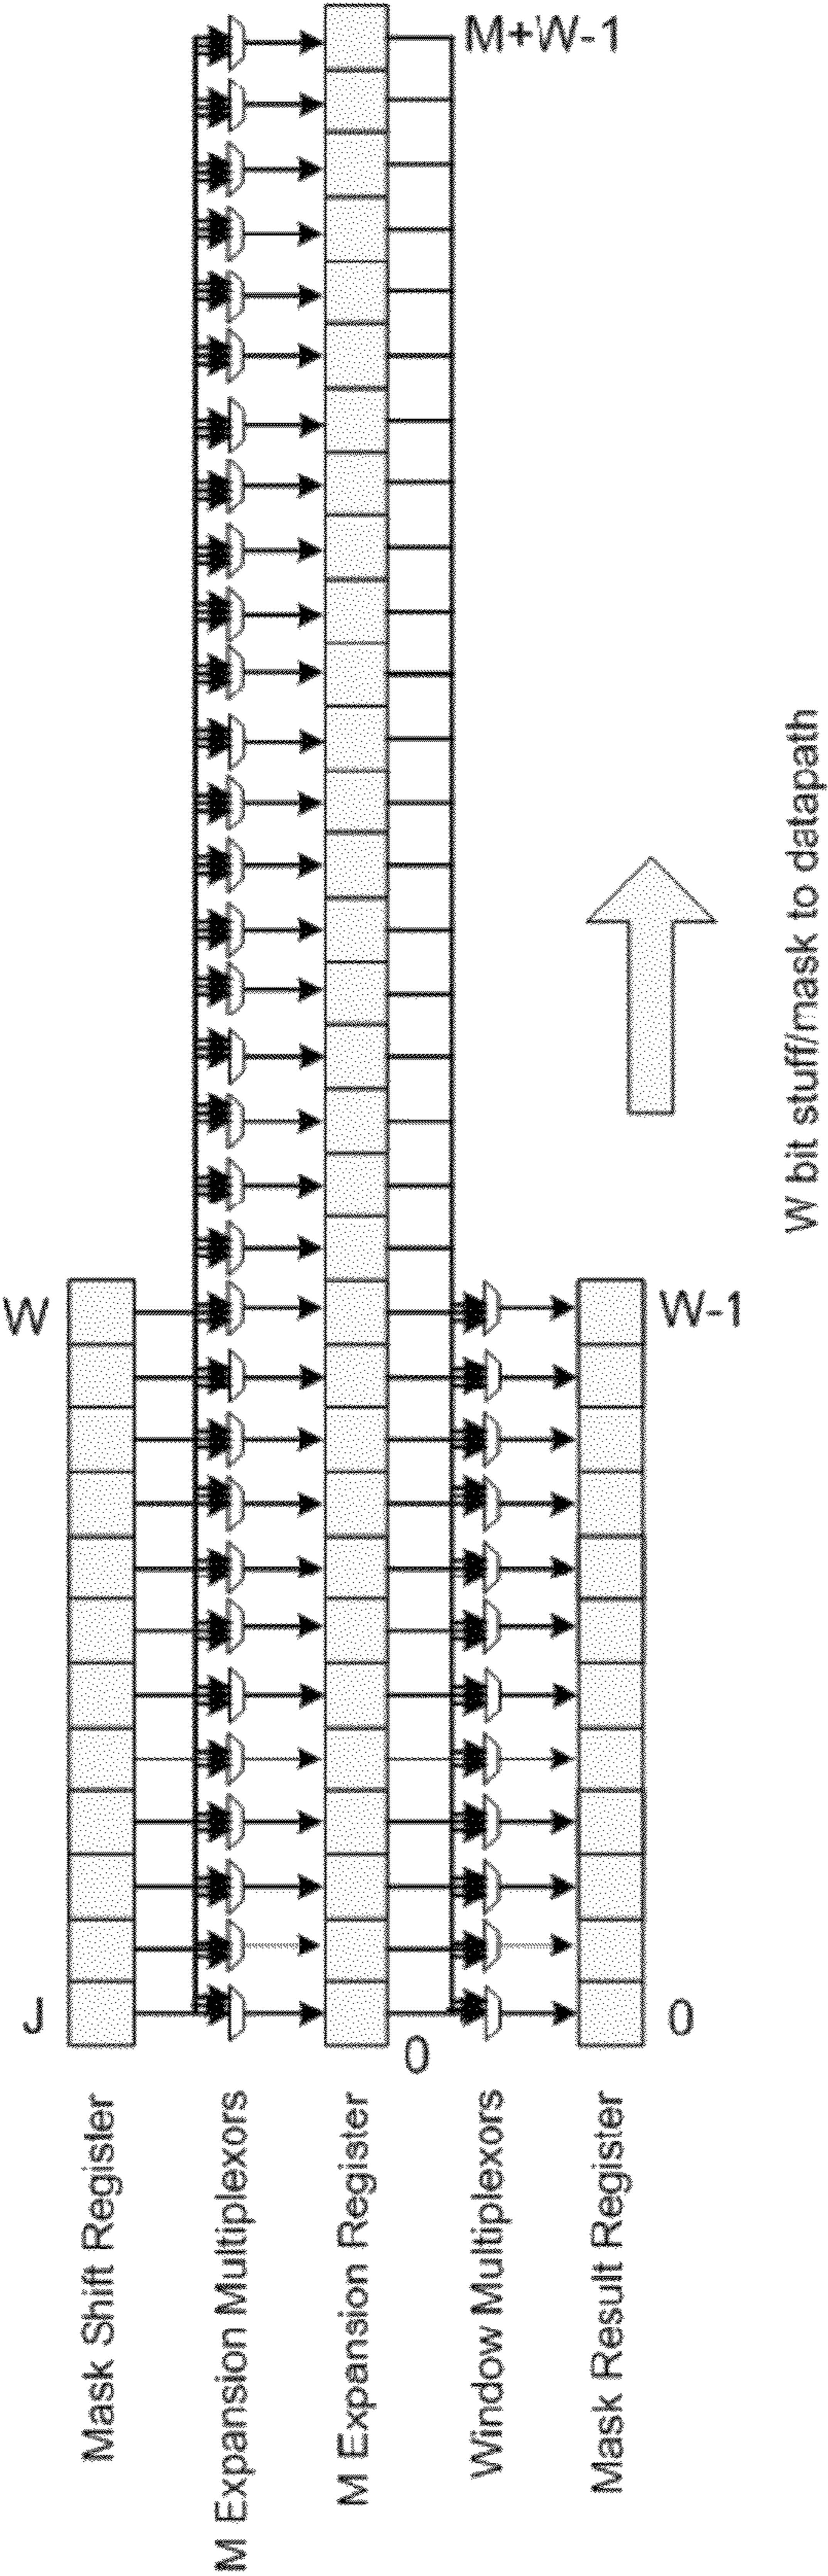 M+W-1
W bit stuff/mask to datapath
W
W-1
J
0
0
Mask Shift Register
M Expansion Multiplexors
M Expansion Register
Window Multiplexors
Mask Result Register